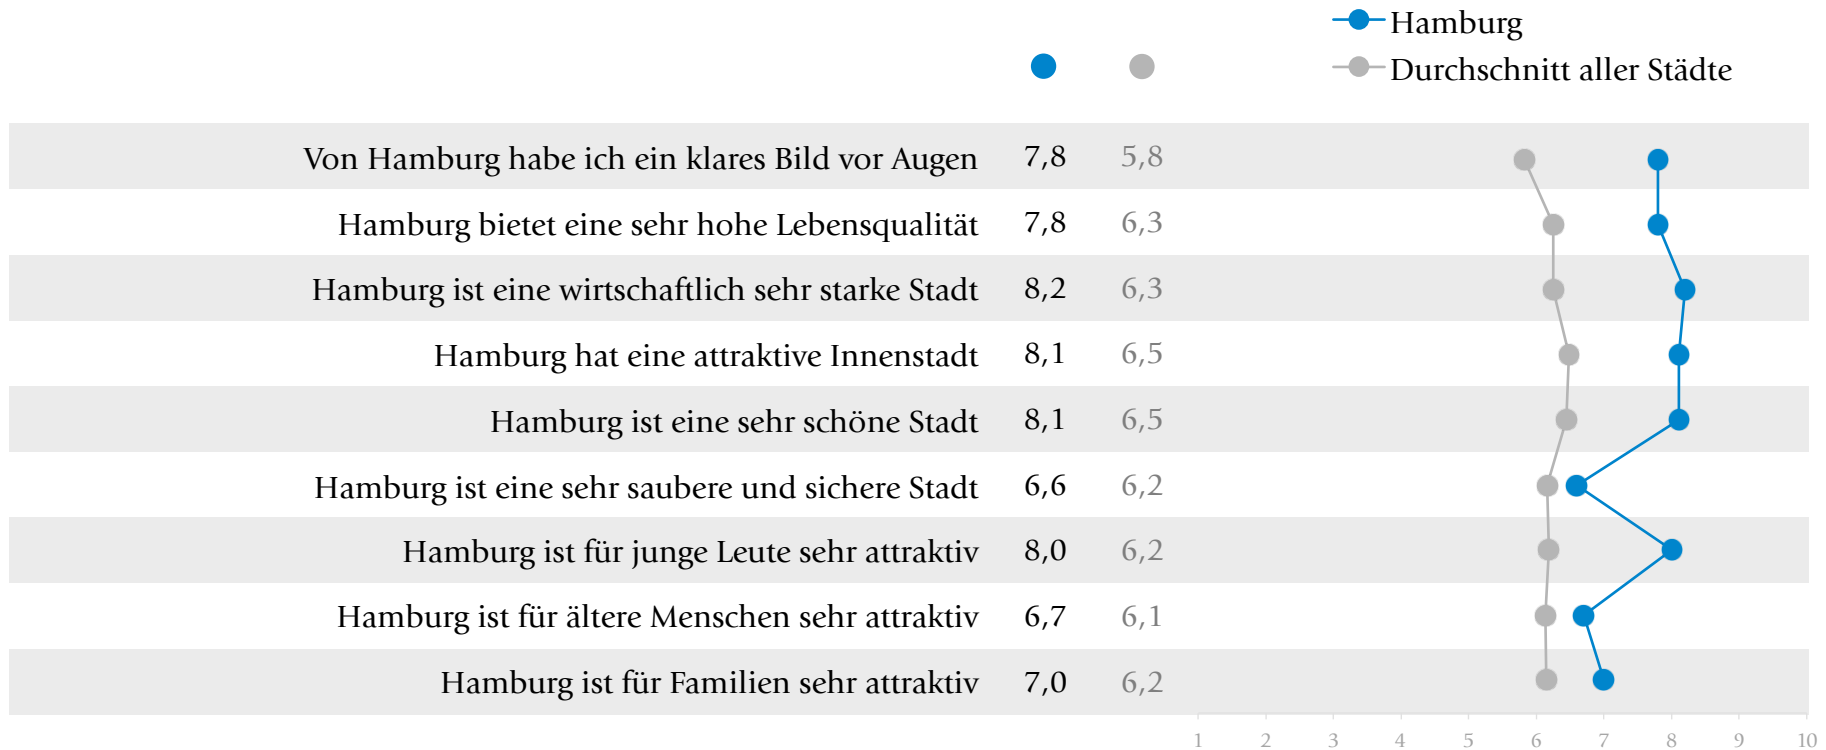 Hamburg
Durchschnitt aller Städte
Von Hamburg habe ich ein klares Bild vor Augen 7,8 5,8
Hamburg bietet eine sehr hohe Lebensqualität 7,8 6,3
Hamburg ist eine wirtschaftlich sehr starke Stadt 8,2 6,3
Hamburg hat eine attraktive Innenstadt 8,1 6,5
Hamburg ist eine sehr schöne Stadt 8,1 6,5
Hamburg ist eine sehr saubere und sichere Stadt 6,6 6,2
Hamburg ist für junge Leute sehr attraktiv 8,0 6,2
Hamburg ist für ältere Menschen sehr attraktiv 6,7 6,1
Hamburg ist für Familien sehr attraktiv 7,0 6,2
1 2 3 4 5 6 7 8 9 10